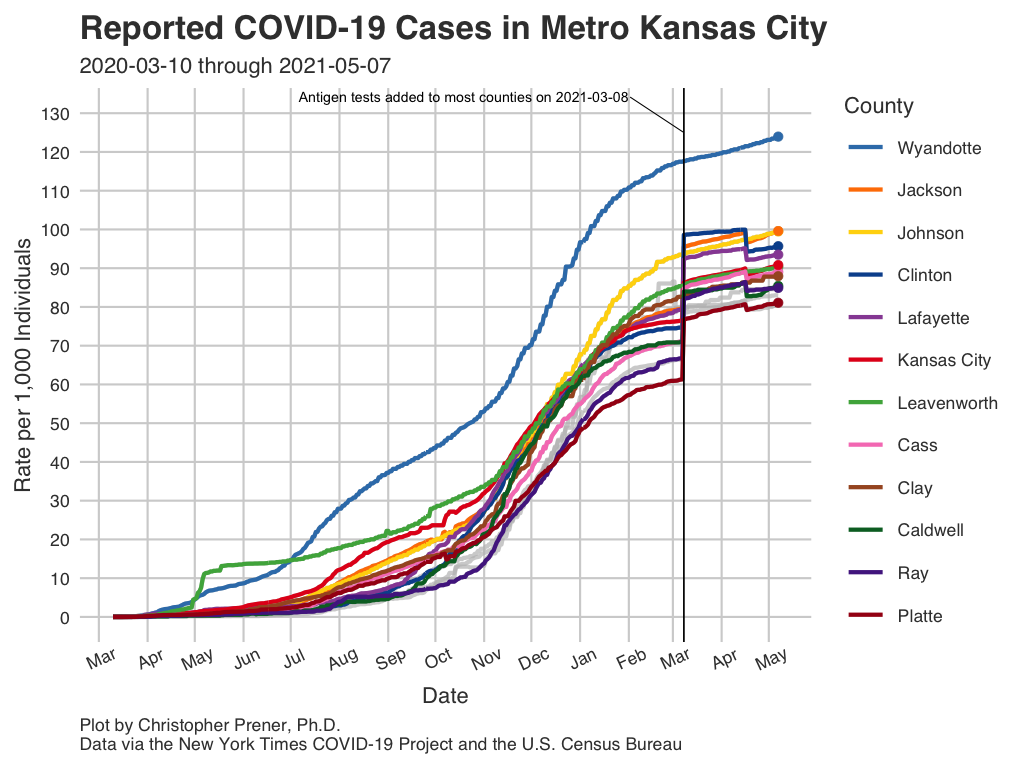 Reported COVID-19 Cases in Metro Kansas City
2020-03-10 through 2021-05-07
Antigen tests added to most counties on 2021-03-08
Rate per 1,000 Individuals
130
120
110
100
90
80
70
60
50
40
30
20
10
0
Mar Apr May Jun Jul Aug Sep Oct Nov Dec Jan Feb Mar Apr May
Date
County
Wyandotte
Jackson
Johnson
Clinton
Lafayette
Kansas City
Leavenworth
Cass
Clay
Caldwell
Ray
Platte
Plot by Christopher Prener, Ph.D.
Data via the New York Times COVID-19 Project and the U.S. Census Bureau